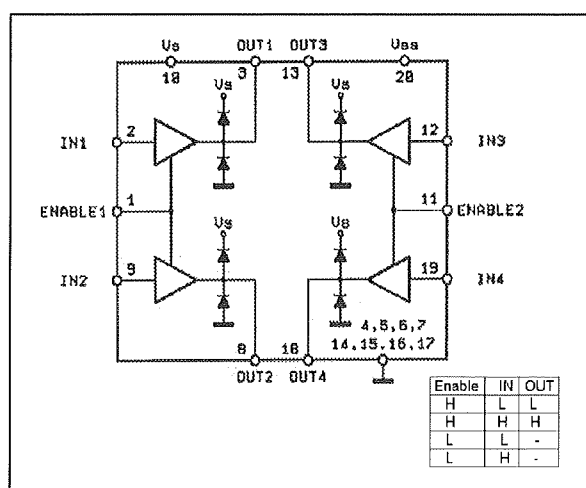 Vs OUT1 OUT3 Vss
10 3 13 20
Vs Vs
IN1 2 12 IN3
ENABLE1 1 11 ENABLE2
Vs Vs
IN2 9 19 IN4
4,5,6,7
8 18 14,15,16,17
OUT2 OUT4
Enable IN OUT
H L L
H H H
L L -
L H -